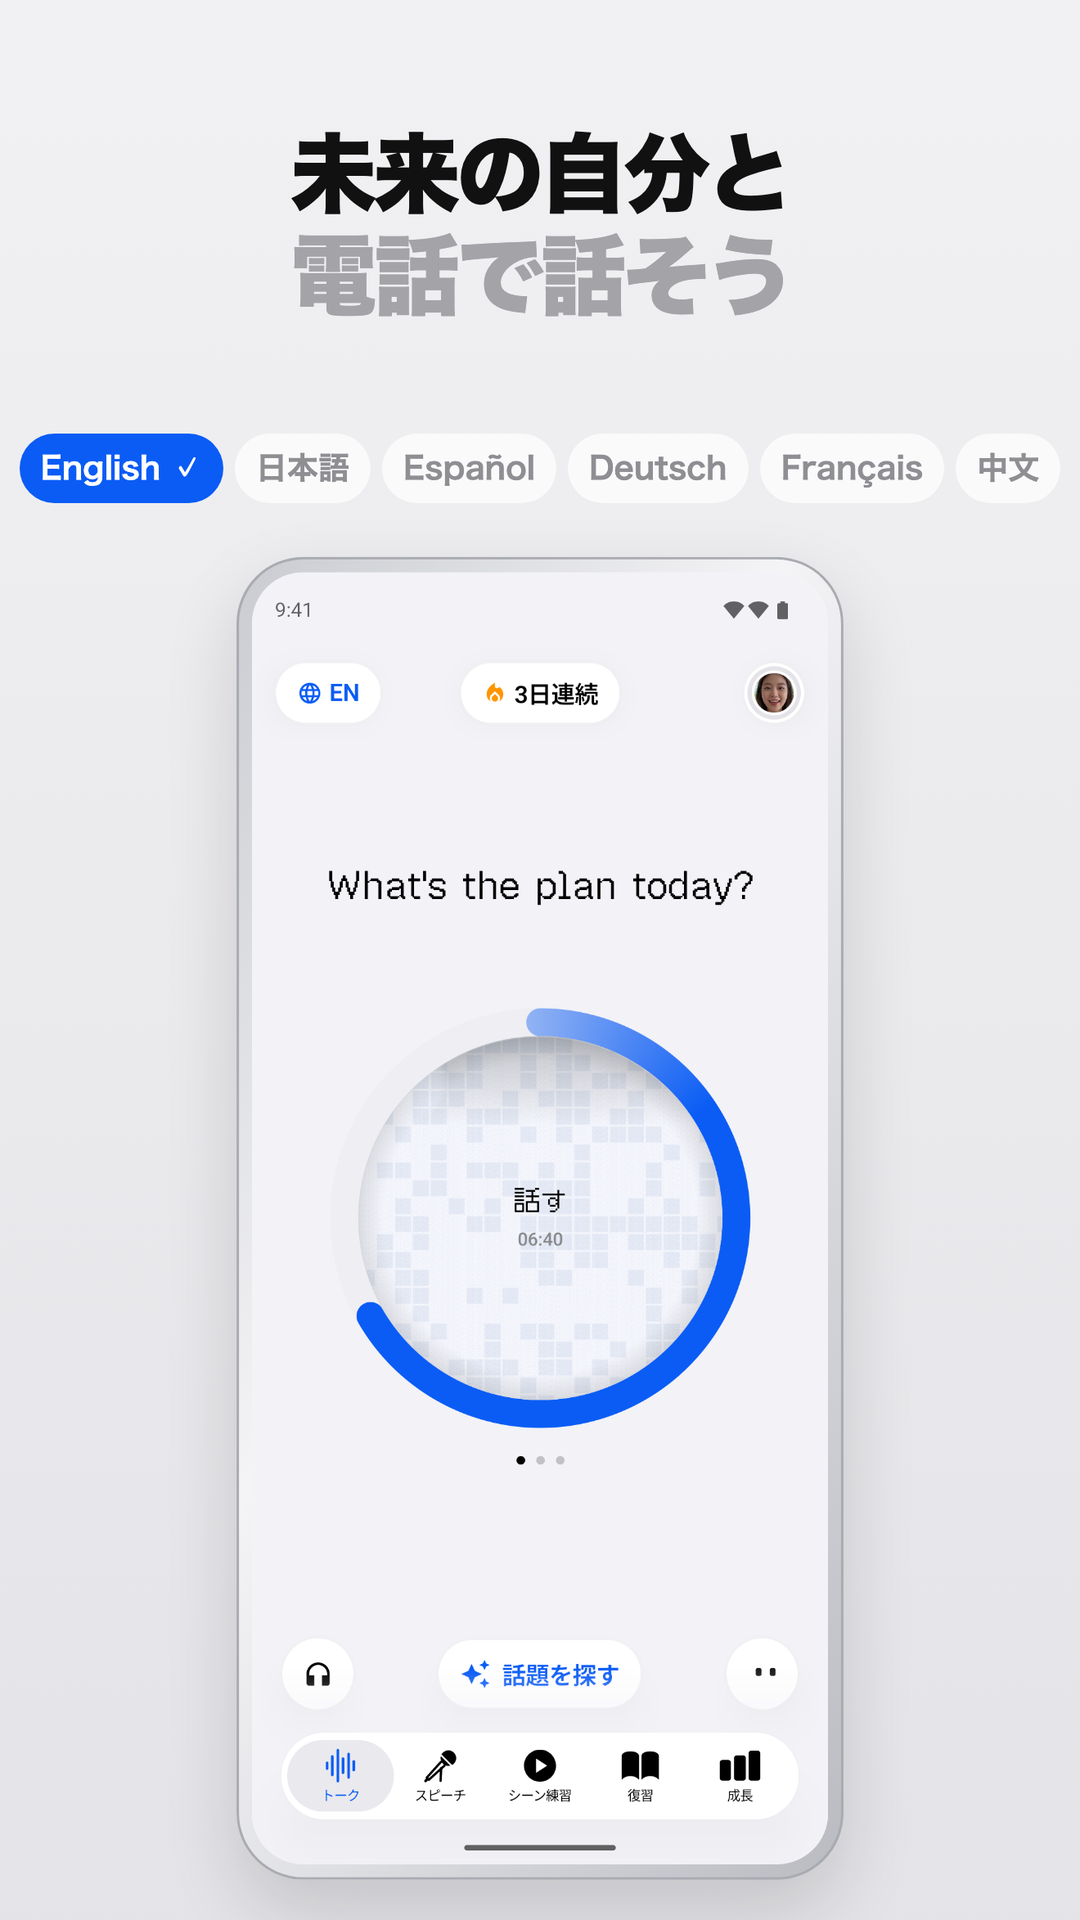 未来の自分と
電話で話そう
English ✓ 日本語 Español Deutsch Français 中文
9:41
EN 3日連続
What's the plan today?
話す
06:40
話題を探す
トーク スピーチ シーン練習 復習 成長